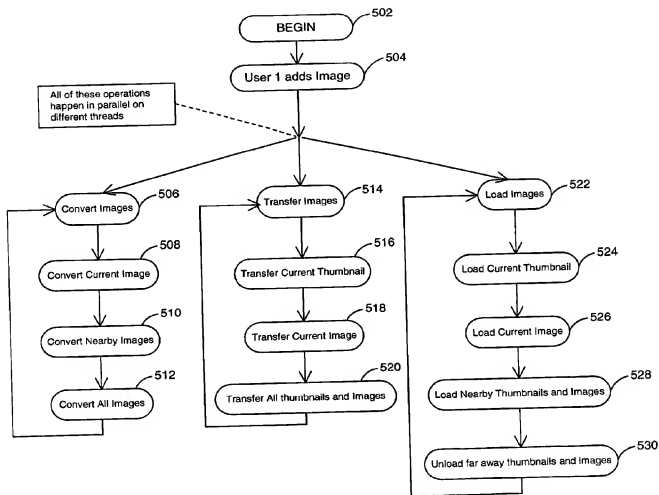 BEGIN
502
User 1 adds Image
504
All of these operations
happen in parallel on
different threads
Convert Images
506
Transfer Images
514
Load Images
522
Convert Current Image
508
Transfer Current Thumbnail
516
Load Current Thumbnail
524
Convert Nearby Images
510
Transfer Current Image
518
Load Current Image
526
Convert All Images
512
Transfer All thumbnails and Images
520
Load Nearby Thumbnails and Images
528
Unload far away thumbnails and images
530